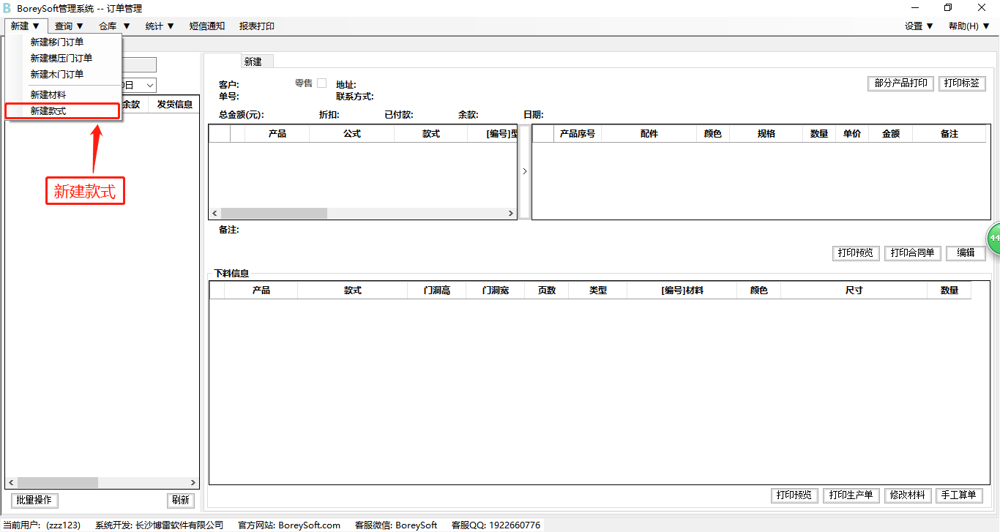 B BoreySoft管理系统 -- 订单管理
新建 ▼ 查询 ▼ 仓库 ▼ 统计 ▼ 短信通知 报表打印 设置 ▼ 帮助(H) ▼
新建移门订单
新建模压门订单
新建木门订单
新建材料
新建款式
日
余款 发货信息
新建款式
新建
客户: 零售 地址:
单号: 联系方式:
部分产品打印 打印标签
总金额(元): 折扣: 已付款: 余款: 日期:
产品 公式 款式 [编号]型
>
产品序号 配件 颜色 规格 数量 单价 金额 备注
备注:
44
打印预览 打印合同单 编辑
下料信息
产品 款式 门洞高 门洞宽 页数 类型 [编号]材料 颜色 尺寸 数量
批量操作 刷新
打印预览 打印生产单 修改材料 手工算单
当前用户: (zzz123) 系统开发: 长沙博雷软件有限公司 官方网站: BoreySoft.com 客服微信: BoreySoft 客服QQ: 1922660776